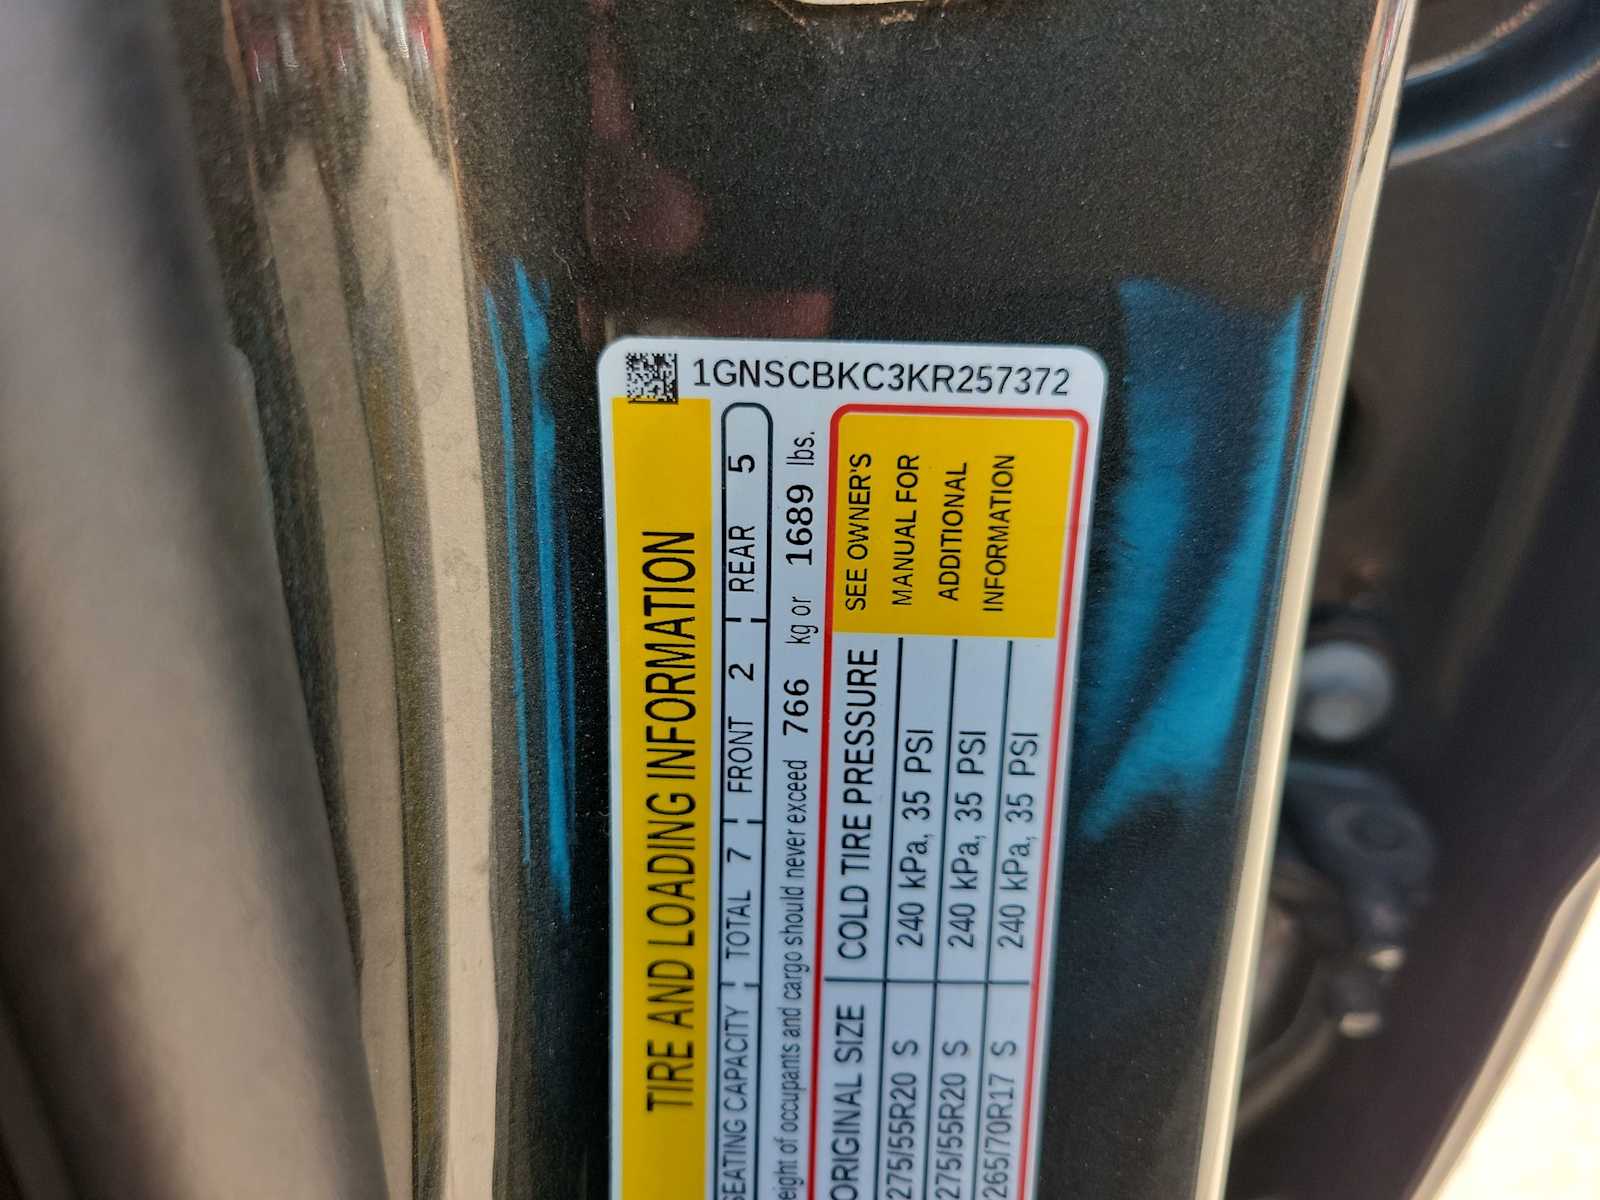 1GNSCBKC3KR257372
TIRE AND LOADING INFORMATION
SEATING CAPACITY TOTAL 7 FRONT 2 REAR 5
of occupants and cargo should never exceed 766 kg or 1689 lbs.
ORIGINAL SIZE COLD TIRE PRESSURE
275/55R20 S 240 kPa, 35 PSI
275/55R20 S 240 kPa, 35 PSI
265/70R17 S 240 kPa, 35 PSI
SEE OWNER'S
MANUAL FOR
ADDITIONAL
INFORMATION